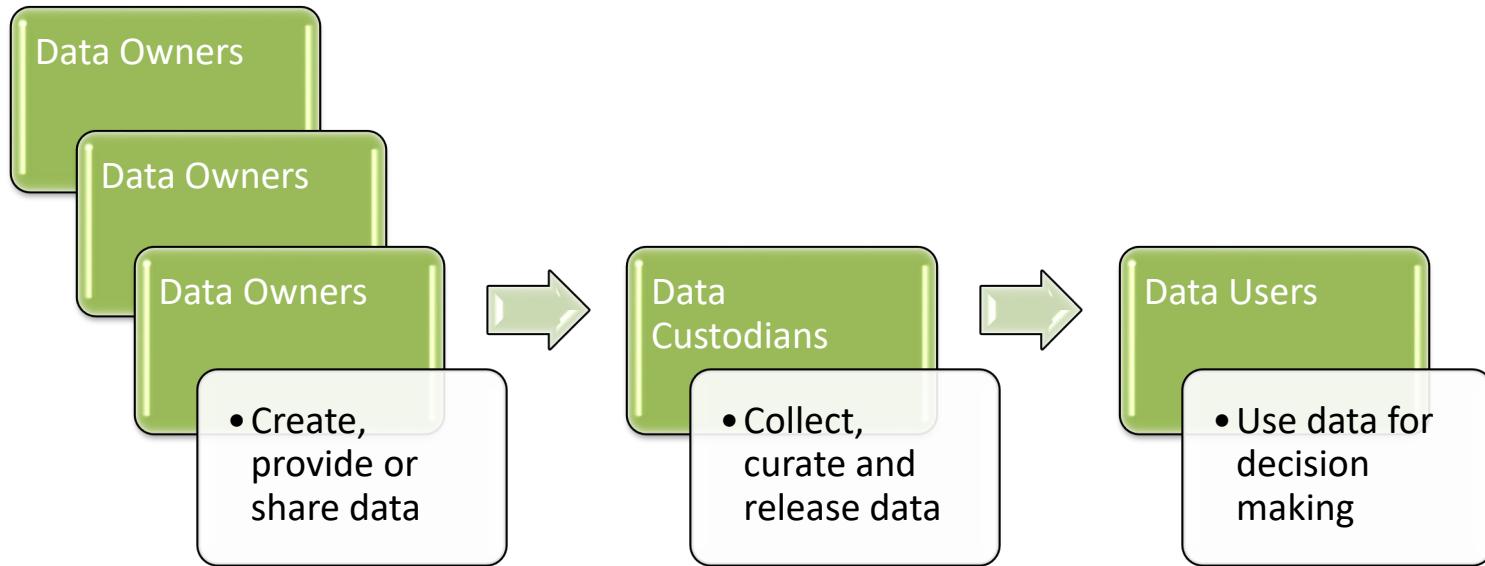 Data Owners
Data Owners
Data Owners
• Create,
provide or
share data
Data
Custodians
• Collect,
curate and
release data
Data Users
• Use data for
decision
making